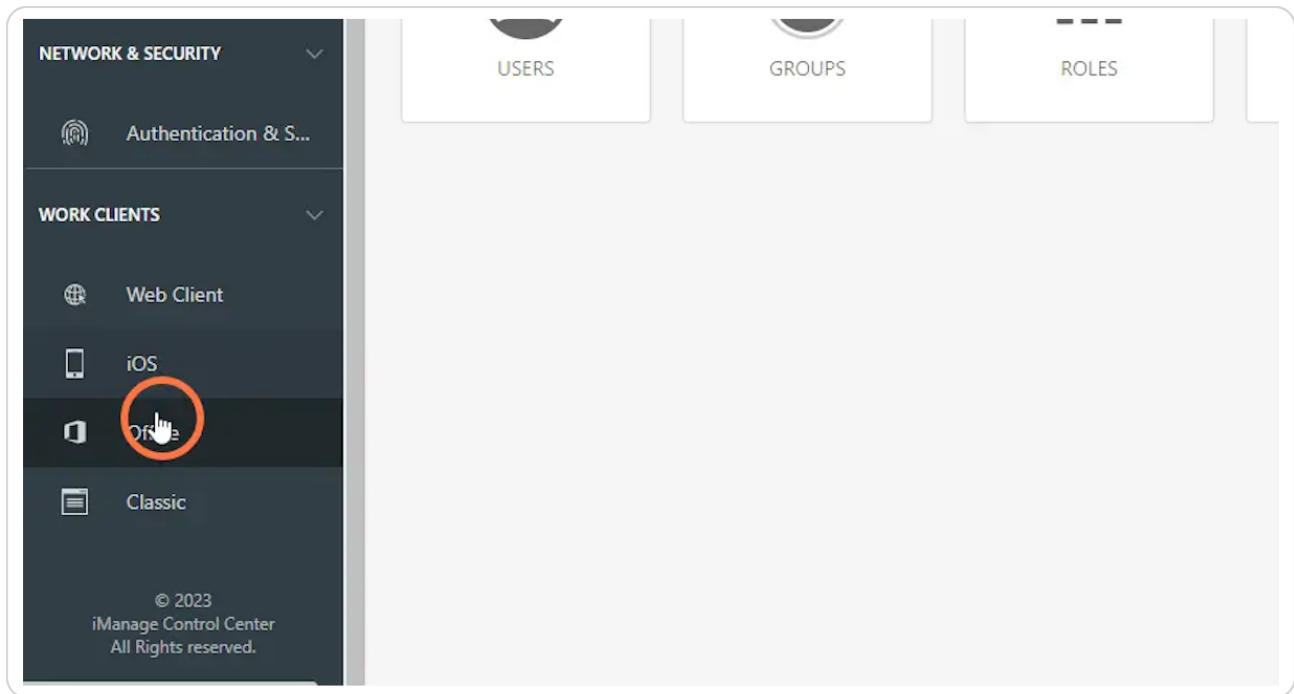 NETWORK & SECURITY
Authentication & S...
WORK CLIENTS
Web Client
iOS
Office
Classic
© 2023
iManage Control Center
All Rights reserved.
USERS
GROUPS
ROLES